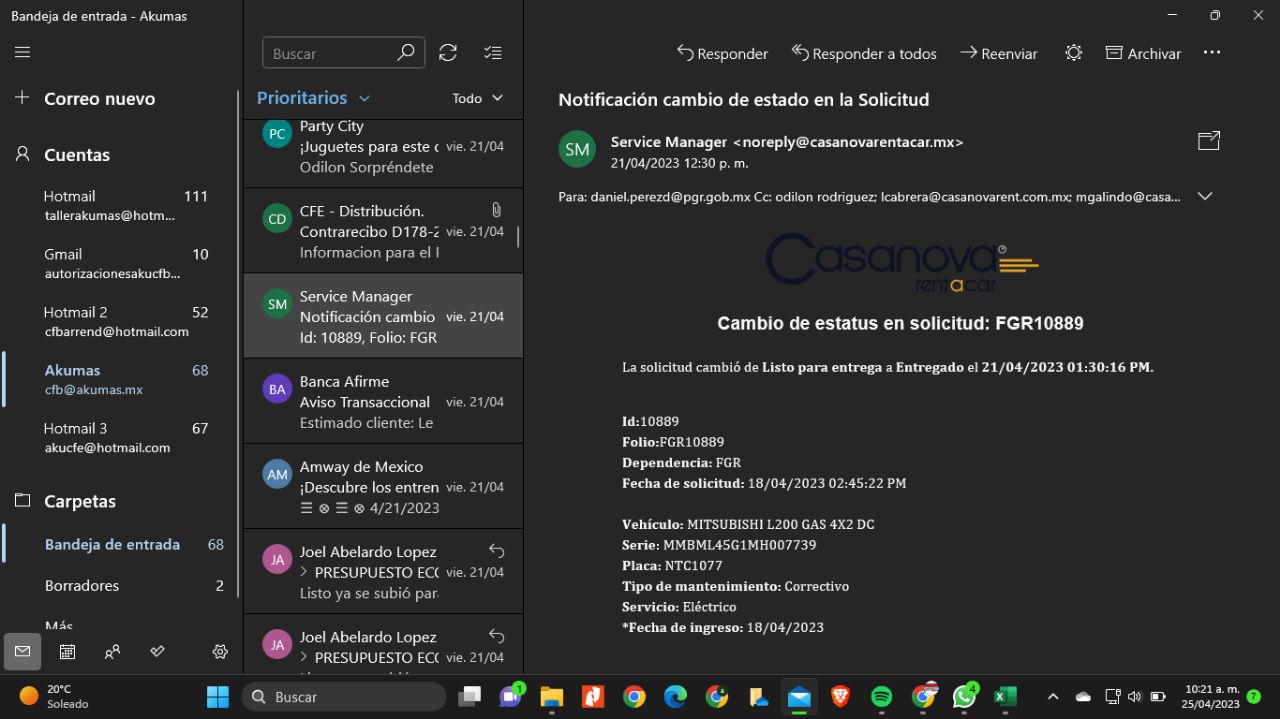 Bandeja de entrada - Akumas
Correo nuevo
Cuentas
Hotmail 111
tallerakumas@hotm...
Gmail 10
autorizacionesakucfb...
Hotmail 2 52
cfbarrend@hotmail.com
Akumas 68
cfb@akumas.mx
Hotmail 3 67
akucfe@hotmail.com
Carpetas
Bandeja de entrada 68
Borradores 2
Más
Buscar
Prioritarios Todo
PC Party City
¡Juguetes para este d vie. 21/04
Odilon Sorpréndete
CD CFE - Distribución.
Contrarecibo D178-2 vie. 21/04
Informacion para el
SM Service Manager
Notificación cambio vie. 21/04
Id: 10889, Folio: FGR
BA Banca Afirme
Aviso Transaccional vie. 21/04
Estimado cliente: Le
AM Amway de Mexico
¡Descubre los entren vie. 21/04
4/21/2023
JA Joel Abelardo Lopez
PRESUPUESTO ECO vie. 21/04
Listo ya se subió par
JA Joel Abelardo Lopez
PRESUPUESTO ECO vie. 21/04
Responder Responder a todos Reenviar Archivar
Notificación cambio de estado en la Solicitud
SM Service Manager <noreply@casanovarentacar.mx>
21/04/2023 12:30 p. m.
Para: daniel.perezd@pgr.gob.mx Cc: odilon rodriguez; lcabrera@casanovarent.com.mx; mgalindo@casa...
Casanova
rentacar
Cambio de estatus en solicitud: FGR10889
La solicitud cambió de Listo para entrega a Entregado el 21/04/2023 01:30:16 PM.
Id:10889
Folio:FGR10889
Dependencia: FGR
Fecha de solicitud: 18/04/2023 02:45:22 PM
Vehículo: MITSUBISHI L200 GAS 4X2 DC
Serie: MMBML45G1MH007739
Placa: NTC1077
Tipo de mantenimiento: Correctivo
Servicio: Eléctrico
*Fecha de ingreso: 18/04/2023
20°C
Soleado
Buscar
1
4
10:21 a. m.
25/04/2023
7